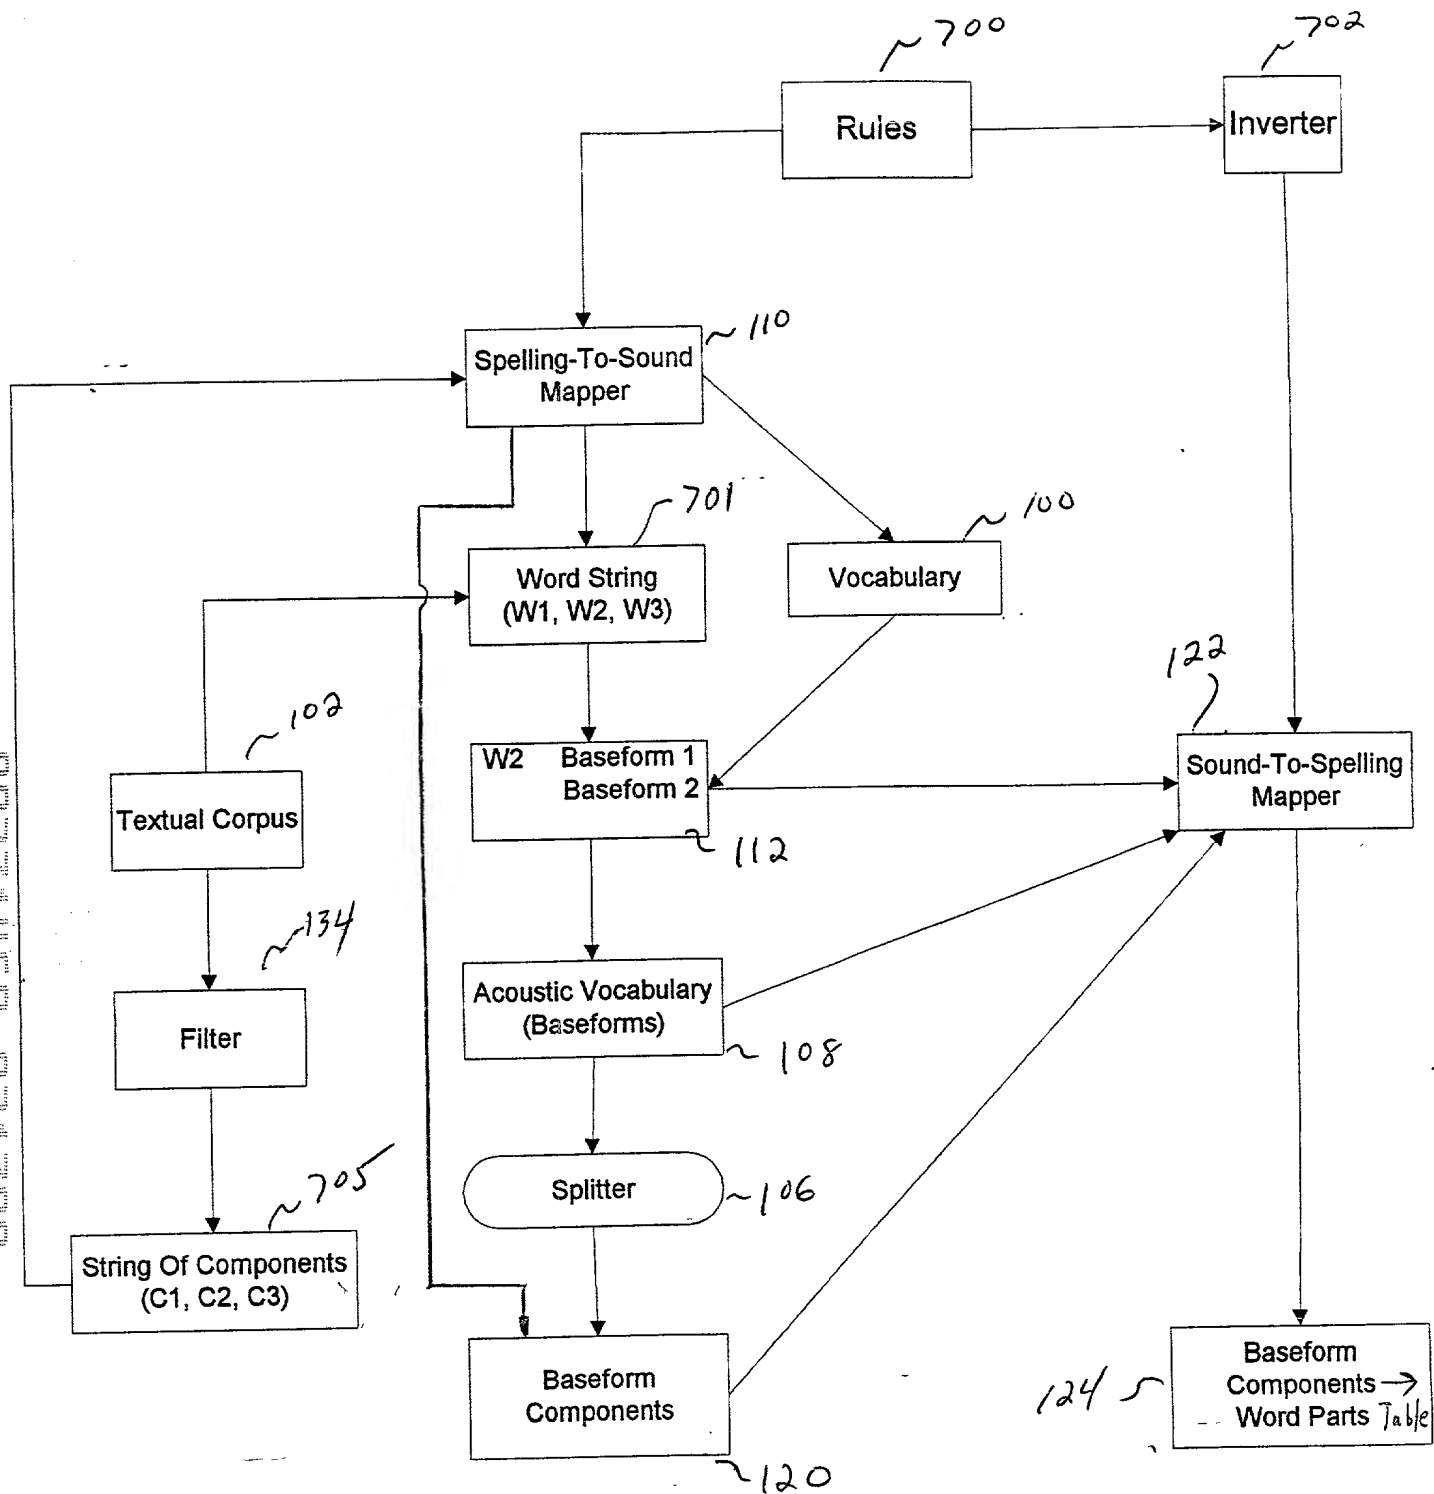 700
702
Rules
Inverter
110
Spelling-To-Sound
Mapper
701
100
Word String
(W1, W2, W3)
Vocabulary
122
102
W2 Baseform 1
Baseform 2
Sound-To-Spelling
Mapper
Textual Corpus
112
134
Acoustic Vocabulary
(Baseforms)
Filter
108
705
Splitter
106
String Of Components
(C1, C2, C3)
Baseform
Components →
Word Parts Table
124
Baseform
Components
120